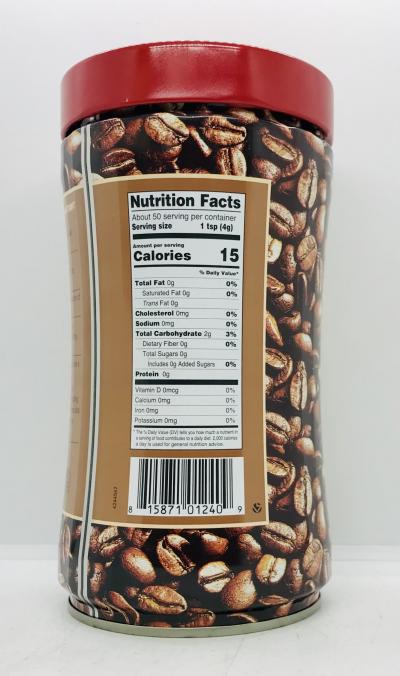 Nutrition Facts
About 50 serving per container
Serving size 1 tsp (4g)
Amount per serving
Calories 15
% Daily Value*
Total Fat 0g 0%
Saturated Fat 0g 0%
Trans Fat 0g
Cholesterol 0mg 0%
Sodium 0mg 0%
Total Carbohydrate 2g 3%
Dietary Fiber 0g 0%
Total Sugars 0g
Includes 0g Added Sugars 0%
Protein 0g
Vitamin D 0mcg 0%
Calcium 0mg 0%
Iron 0mg 0%
Potassium 0mg 0%
* The % Daily Value (DV) tells you how much a nutrient in
a serving of food contributes to a daily diet. 2,000 calories
a day is used for general nutrition advice.
8 15871 01240 9